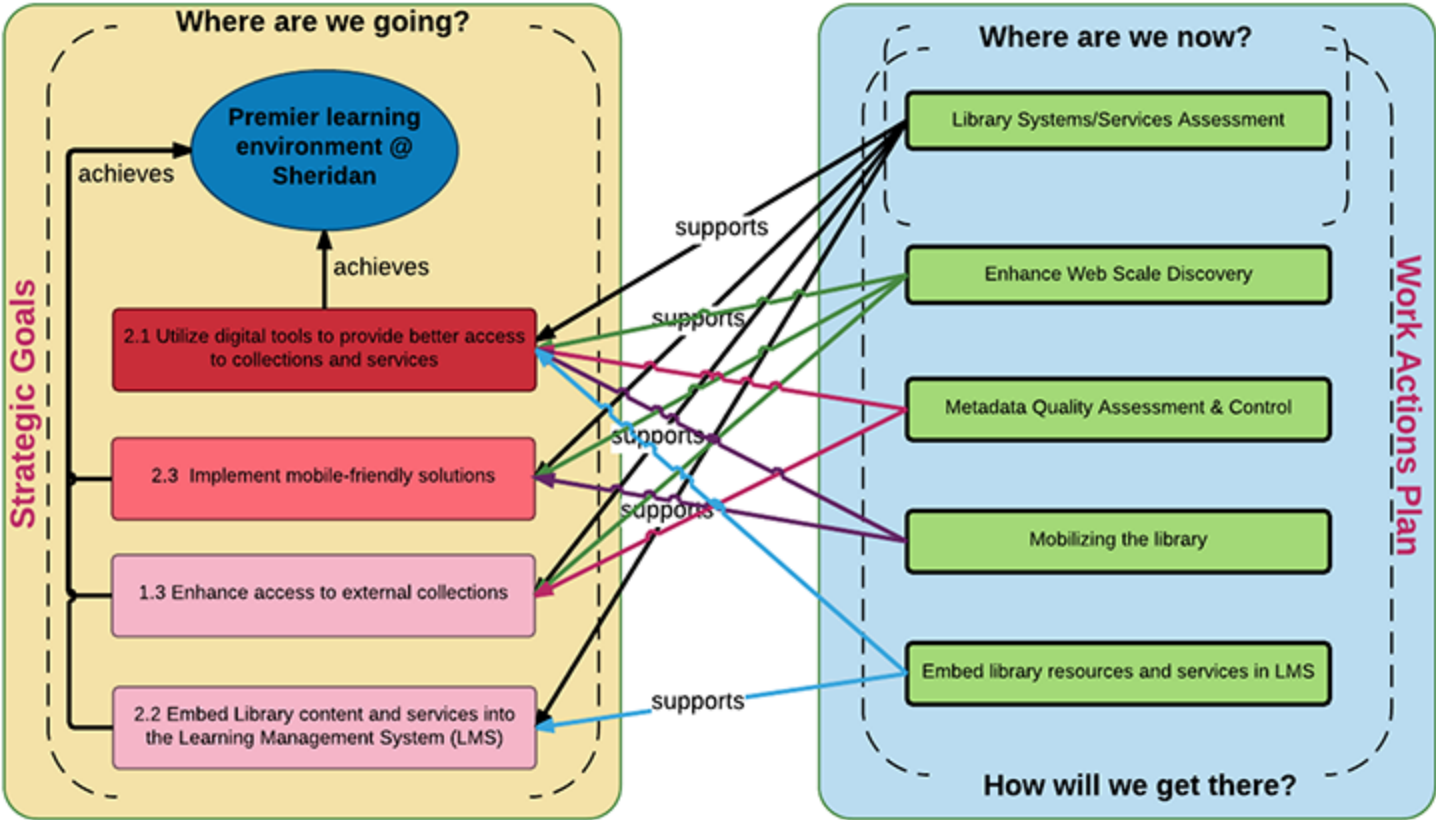 Where are we going?
Premier learning
environment @
Sheridan
achieves
achieves
Strategic Goals
2.1 Utilize digital tools to provide better access
to collections and services
2.3 Implement mobile-friendly solutions
1.3 Enhance access to external collections
2.2 Embed Library content and services into
the Learning Management System (LMS)
supports
supports
supports
supports
supports
Where are we now?
Library Systems/Services Assessment
Enhance Web Scale Discovery
Metadata Quality Assessment & Control
Mobilizing the library
Embed library resources and services in LMS
How will we get there?
Work Actions Plan